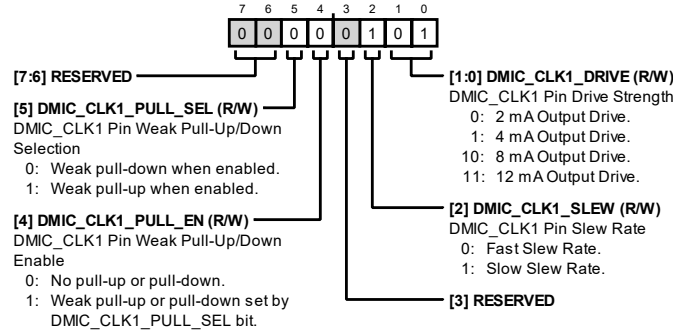 7 6 5 4 3 2 1 0
0 0 0 0 0 1 0 1
[7:6] RESERVED
[5] DMIC_CLK1_PULL_SEL (R/W)
DMIC_CLK1 Pin Weak Pull-Up/Down
Selection
0: Weak pull-down when enabled.
1: Weak pull-up when enabled.
[4] DMIC_CLK1_PULL_EN (R/W)
DMIC_CLK1 Pin Weak Pull-Up/Down
Enable
0: No pull-up or pull-down.
1: Weak pull-up or pull-down set by
DMIC_CLK1_PULL_SEL bit.
[1:0] DMIC_CLK1_DRIVE (R/W)
DMIC_CLK1 Pin Drive Strength
0: 2 mA Output Drive.
1: 4 mA Output Drive.
10: 8 mA Output Drive.
11: 12 mA Output Drive.
[2] DMIC_CLK1_SLEW (R/W)
DMIC_CLK1 Pin Slew Rate
0: Fast Slew Rate.
1: Slow Slew Rate.
[3] RESERVED